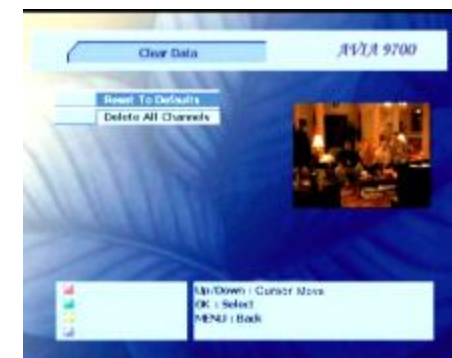 Clear Data
AVIA 9700
Reset To Defaults
Delete All Channels
Up/Down : Cursor Move
OK : Select
MENU : Back